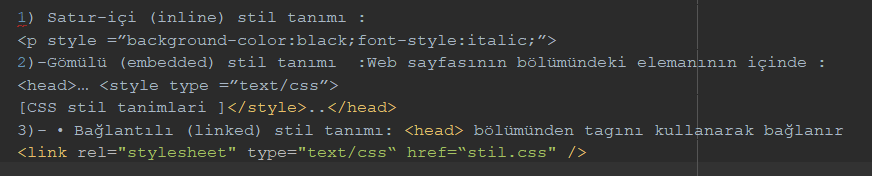 1) Satır-içi (inline) stil tanımı :
<p style =”background-color:black;font-style:italic;”>
2)-Gömülü (embedded) stil tanımı  :Web sayfasının bölümündeki elemanının içinde :
<head>… <style type =”text/css”>
[CSS stil tanimlari ]</style>..</head>
3)- • Bağlantılı (linked) stil tanımı: <head> bölümünden tagını kullanarak bağlanır
<link rel="stylesheet" type="text/css“ href=“stil.css" />